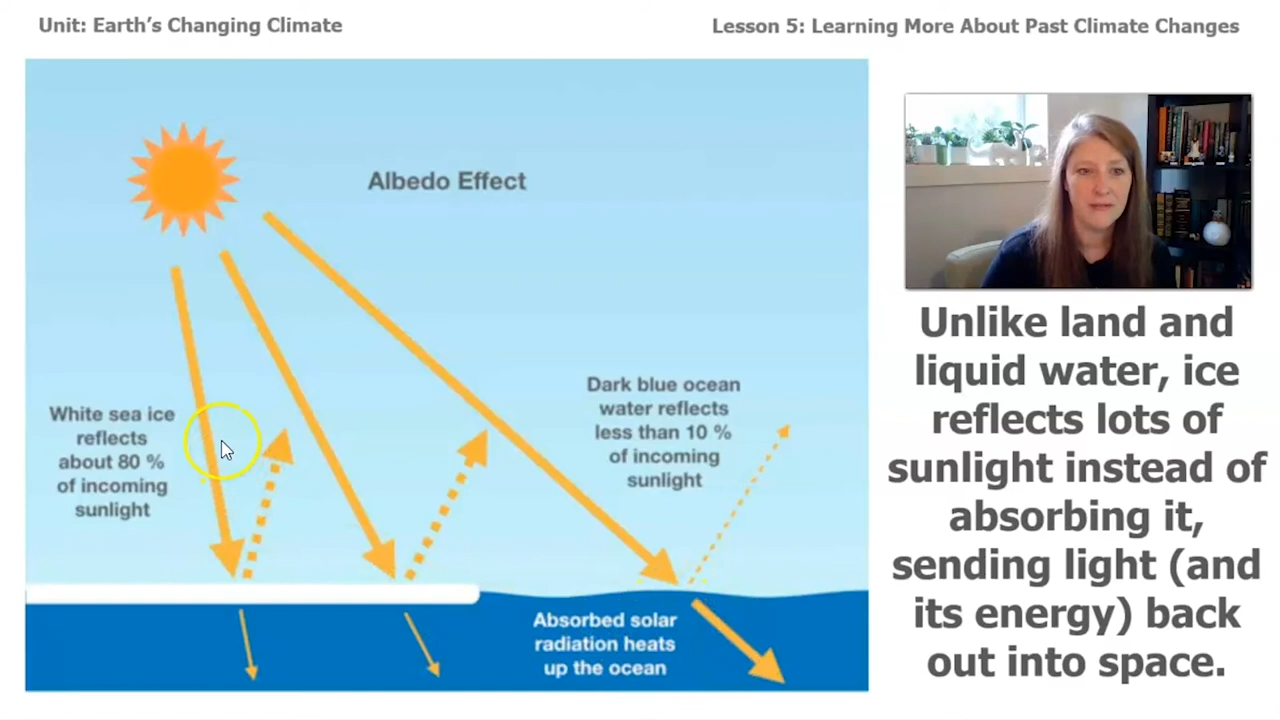 Unit: Earth's Changing Climate
Lesson 5: Learning More About Past Climate Changes
Albedo Effect
White sea ice
reflects
about 80 %
of incoming
sunlight
Dark blue ocean
water reflects
less than 10 %
of incoming
sunlight
Absorbed solar
radiation heats
up the ocean
Unlike land and
liquid water, ice
reflects lots of
sunlight instead of
absorbing it,
sending light (and
its energy) back
out into space.